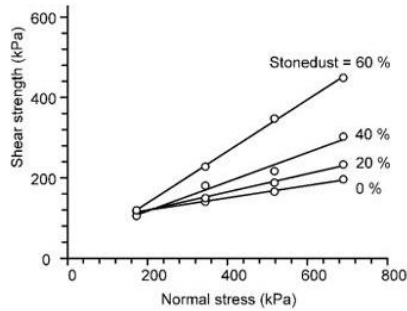 600
Stonedust = 60 %
400
40 %
20 %
200
0 %
0
0 200 400 600 800
Normal stress (kPa)
Shear strength (kPa)